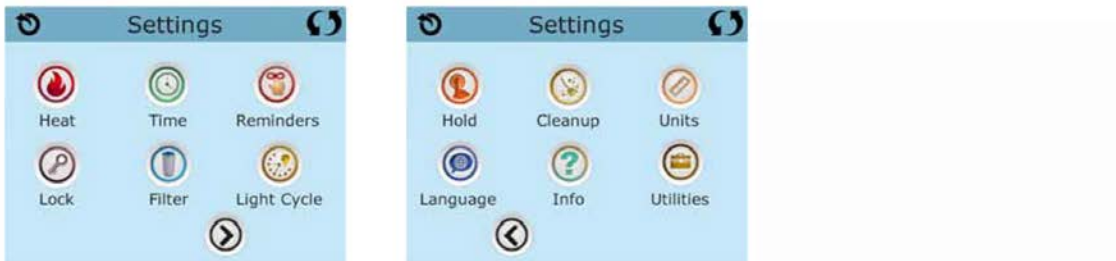 Settings
Heat Time Reminders
Lock Filter Light Cycle
Settings
Hold Cleanup Units
Language Info Utilities